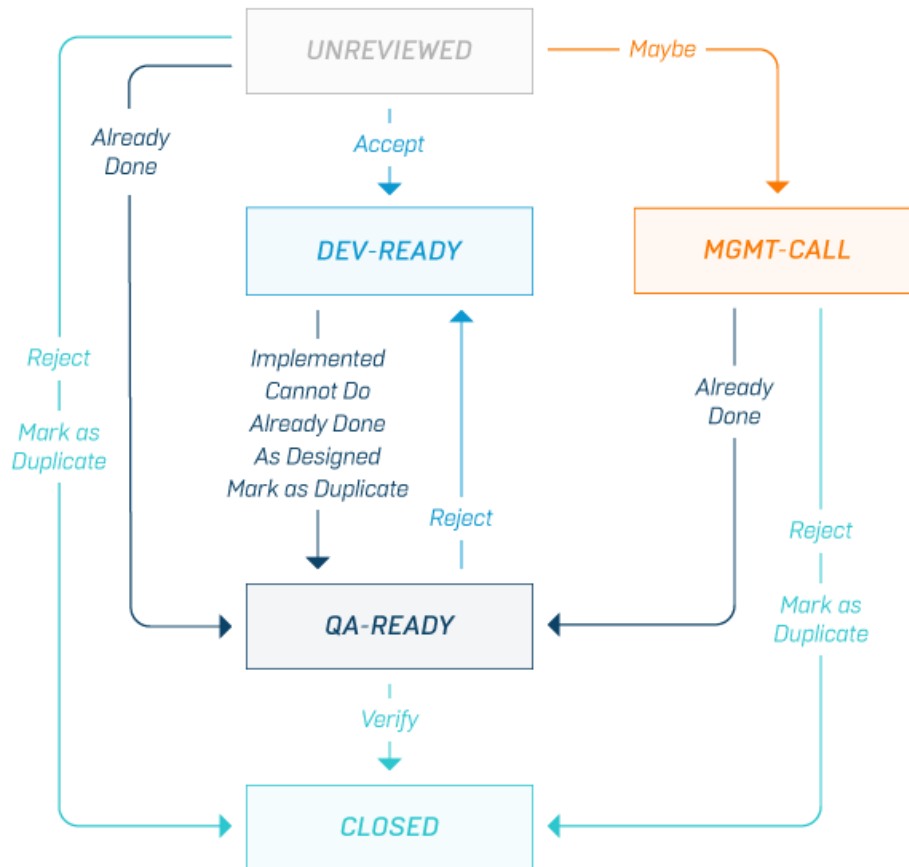 UNREVIEWED
Maybe
Already
Done
Accept
DEV-READY
MGMT-CALL
Reject
Mark as
Duplicate
Implemented
Cannot Do
Already Done
As Designed
Mark as Duplicate
Reject
Already
Done
Reject
Mark as
Duplicate
QA-READY
Verify
CLOSED